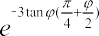 e^{-3 \tan \varphi (\frac{\pi}{4} + \frac{\varphi}{2})}